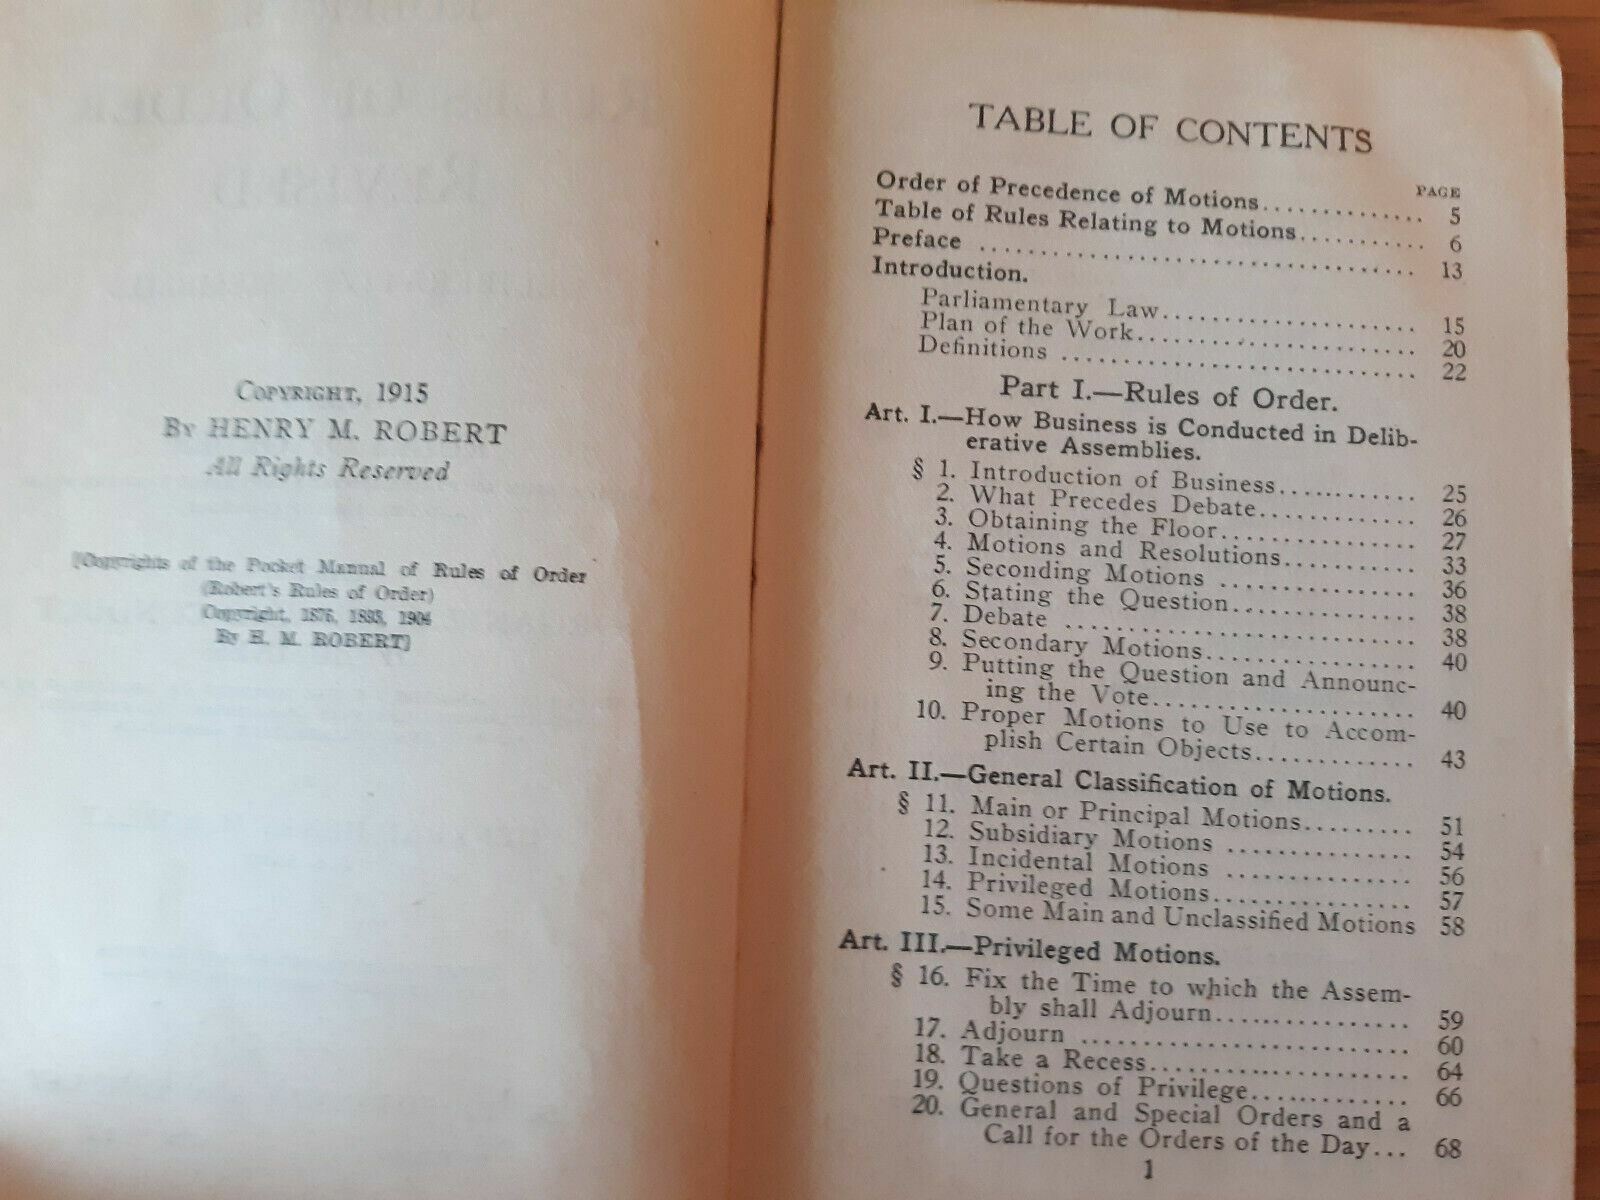 COPYRIGHT, 1915
BY HENRY M. ROBERT
All Rights Reserved
[Copyrights of the Pocket Manual of Rules of Order
(Robert's Rules of Order)
Copyright, 1876, 1893, 1904
By H. M. ROBERT]
TABLE OF CONTENTS
PAGE
Order of Precedence of Motions.............. 5
Table of Rules Relating to Motions........... 6
Preface .................................. 13
Introduction.
Parliamentary Law..................... 15
Plan of the Work....................... 20
Definitions ............................ 22
Part I.—Rules of Order.
Art. I.—How Business is Conducted in Delib-
erative Assemblies.
§ 1. Introduction of Business............ 25
2. What Precedes Debate............. 26
3. Obtaining the Floor................ 27
4. Motions and Resolutions........... 33
5. Seconding Motions ............... 36
6. Stating the Question.............. 38
7. Debate .......................... 38
8. Secondary Motions................ 40
9. Putting the Question and Announc-
ing the Vote..................... 40
10. Proper Motions to Use to Accom-
plish Certain Objects............. 43
Art. II.—General Classification of Motions.
§ 11. Main or Principal Motions......... 51
12. Subsidiary Motions .............. 54
13. Incidental Motions .............. 56
14. Privileged Motions................ 57
15. Some Main and Unclassified Motions 58
Art. III.—Privileged Motions.
§ 16. Fix the Time to which the Assem-
bly shall Adjourn................ 59
17. Adjourn .......................... 60
18. Take a Recess..................... 64
19. Questions of Privilege............. 66
20. General and Special Orders and a
Call for the Orders of the Day... 68
1